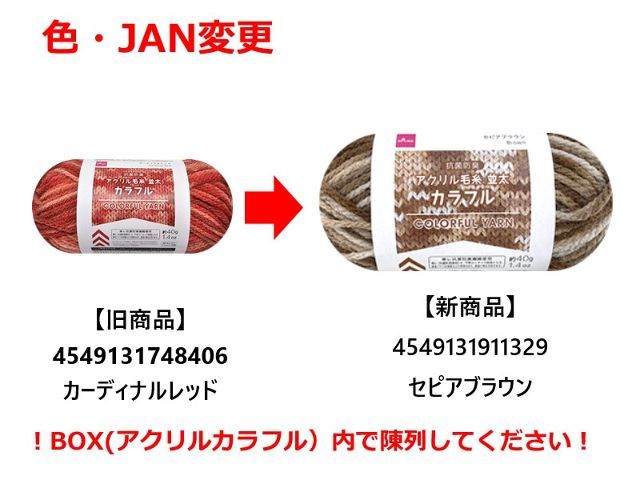 色・JAN変更
抗菌防臭
アクリル毛糸 並太
カラフル
COLORFUL YARN
約40g
1.4oz
セピアブラウン
Brown
抗菌防臭
アクリル毛糸 並太
カラフル
COLORFUL YARN
約40g
1.4oz
【旧商品】
4549131748406
カーディナルレッド
【新商品】
4549131911329
セピアブラウン
！BOX(アクリルカラフル）内で陳列してください！